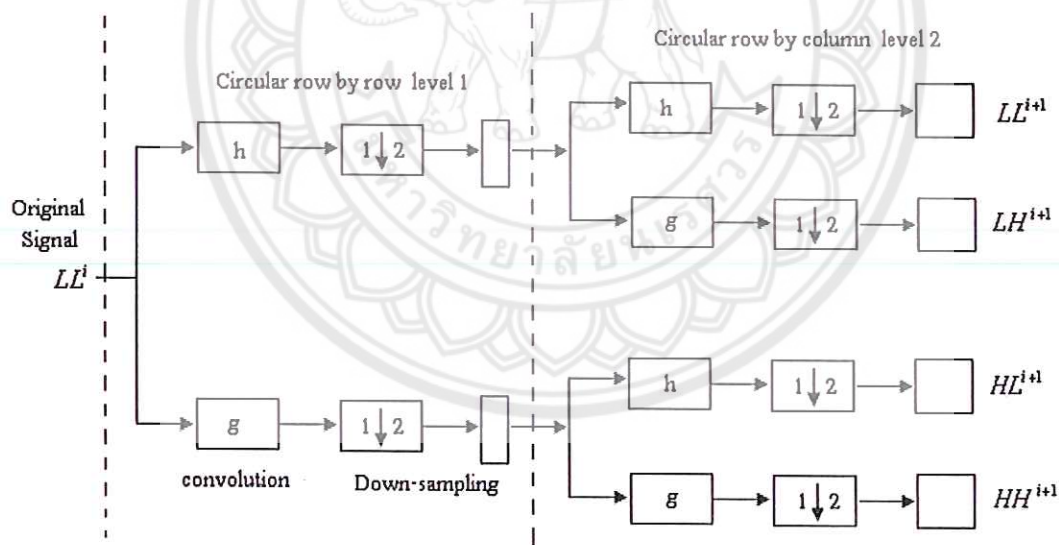 Circular row by column level 2
Circular row by row level 1
h 1↓2 LL^{i+1}
h 1↓2
g 1↓2 LH^{i+1}
Original
Signal
LL^i
h 1↓2 HL^{i+1}
g 1↓2
convolution Down-sampling
g 1↓2 HH^{i+1}